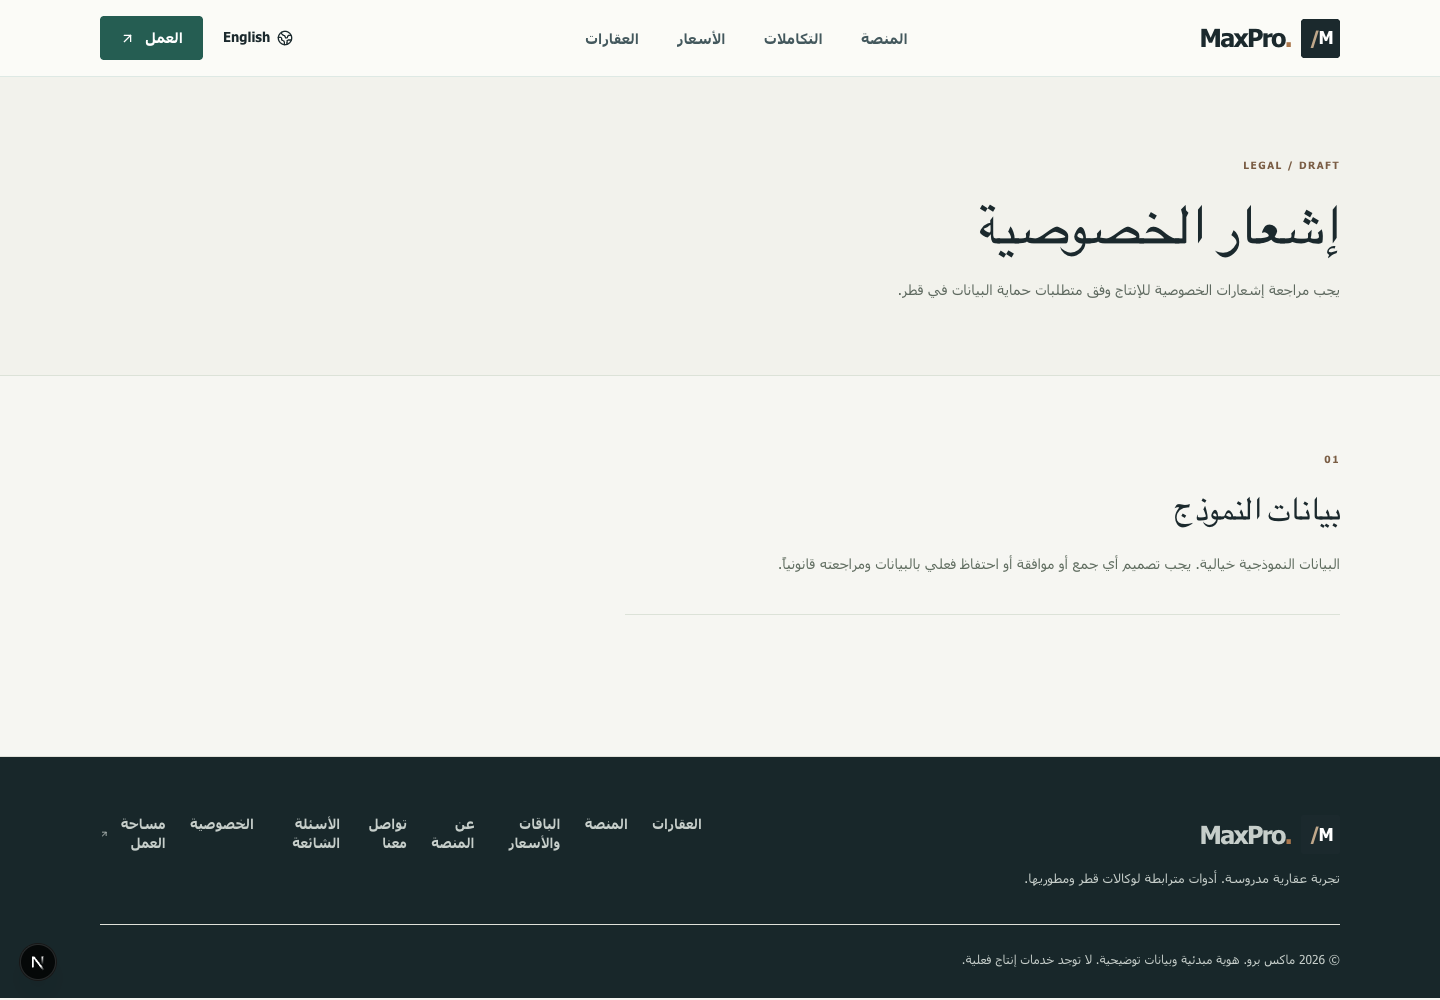 M/ MaxPro.
المنصة
التكاملات
الأسعار
العقارات
English
العمل
LEGAL / DRAFT
إشعار الخصوصية
يجب مراجعة إشعارات الخصوصية للإنتاج وفق متطلبات حماية البيانات في قطر.
01
بيانات النموذج
البيانات النموذجية خيالية. يجب تصميم أي جمع أو موافقة أو احتفاظ فعلي بالبيانات ومراجعته قانونياً.
M/ MaxPro.
تجربة عقارية مدروسة. أدوات مترابطة لوكالات قطر ومطوريها.
العقارات
المنصة
الباقات
والأسعار
عن
المنصة
تواصل
معنا
الأسئلة
الشائعة
الخصوصية
مساحة
العمل
© 2026 ماكس برو. هوية مبدئية وبيانات توضيحية. لا توجد خدمات إنتاج فعلية.
N